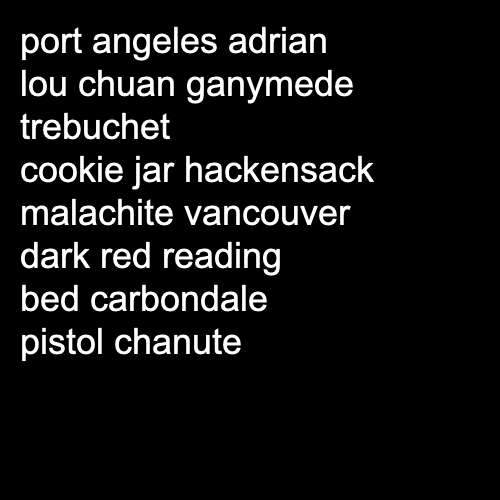 port angeles adrian
lou chuan ganymede
trebuchet
cookie jar hackensack
malachite vancouver
dark red reading
bed carbondale
pistol chanute